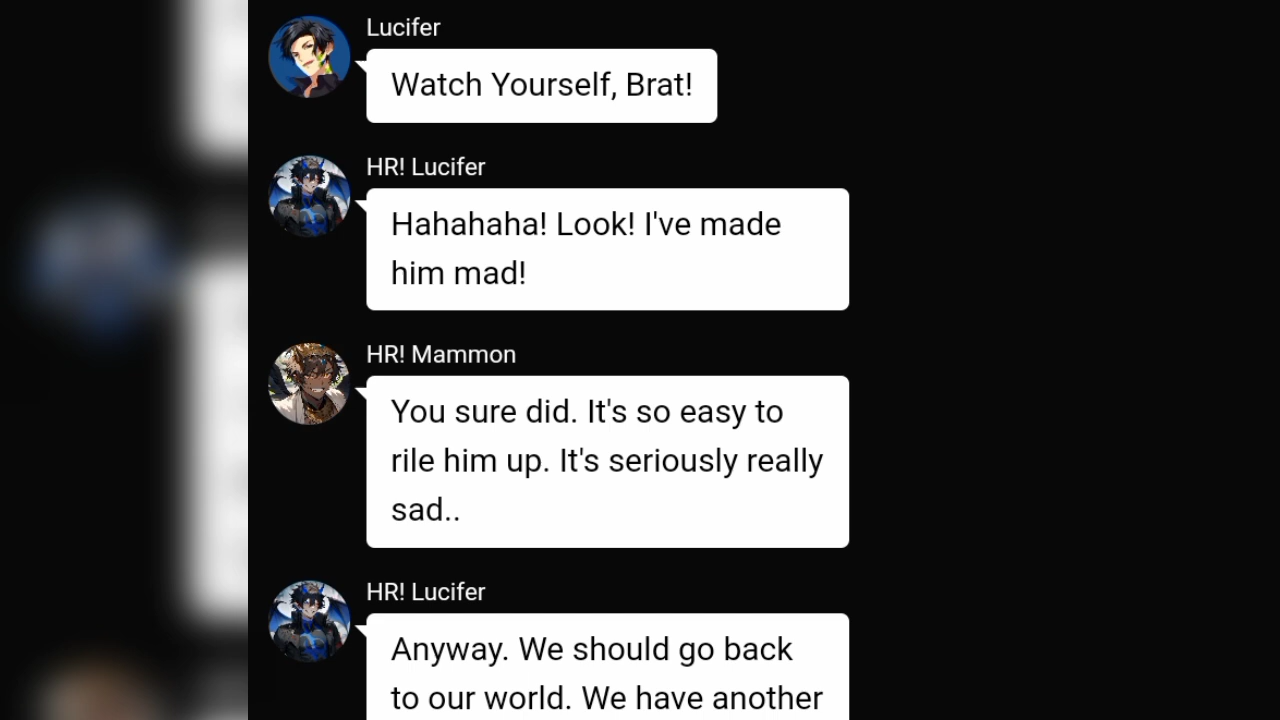 Lucifer
Watch Yourself, Brat!
HR! Lucifer
Hahahaha! Look! I've made
him mad!
HR! Mammon
You sure did. It's so easy to
rile him up. It's seriously really
sad..
HR! Lucifer
Anyway. We should go back
to our world. We have another